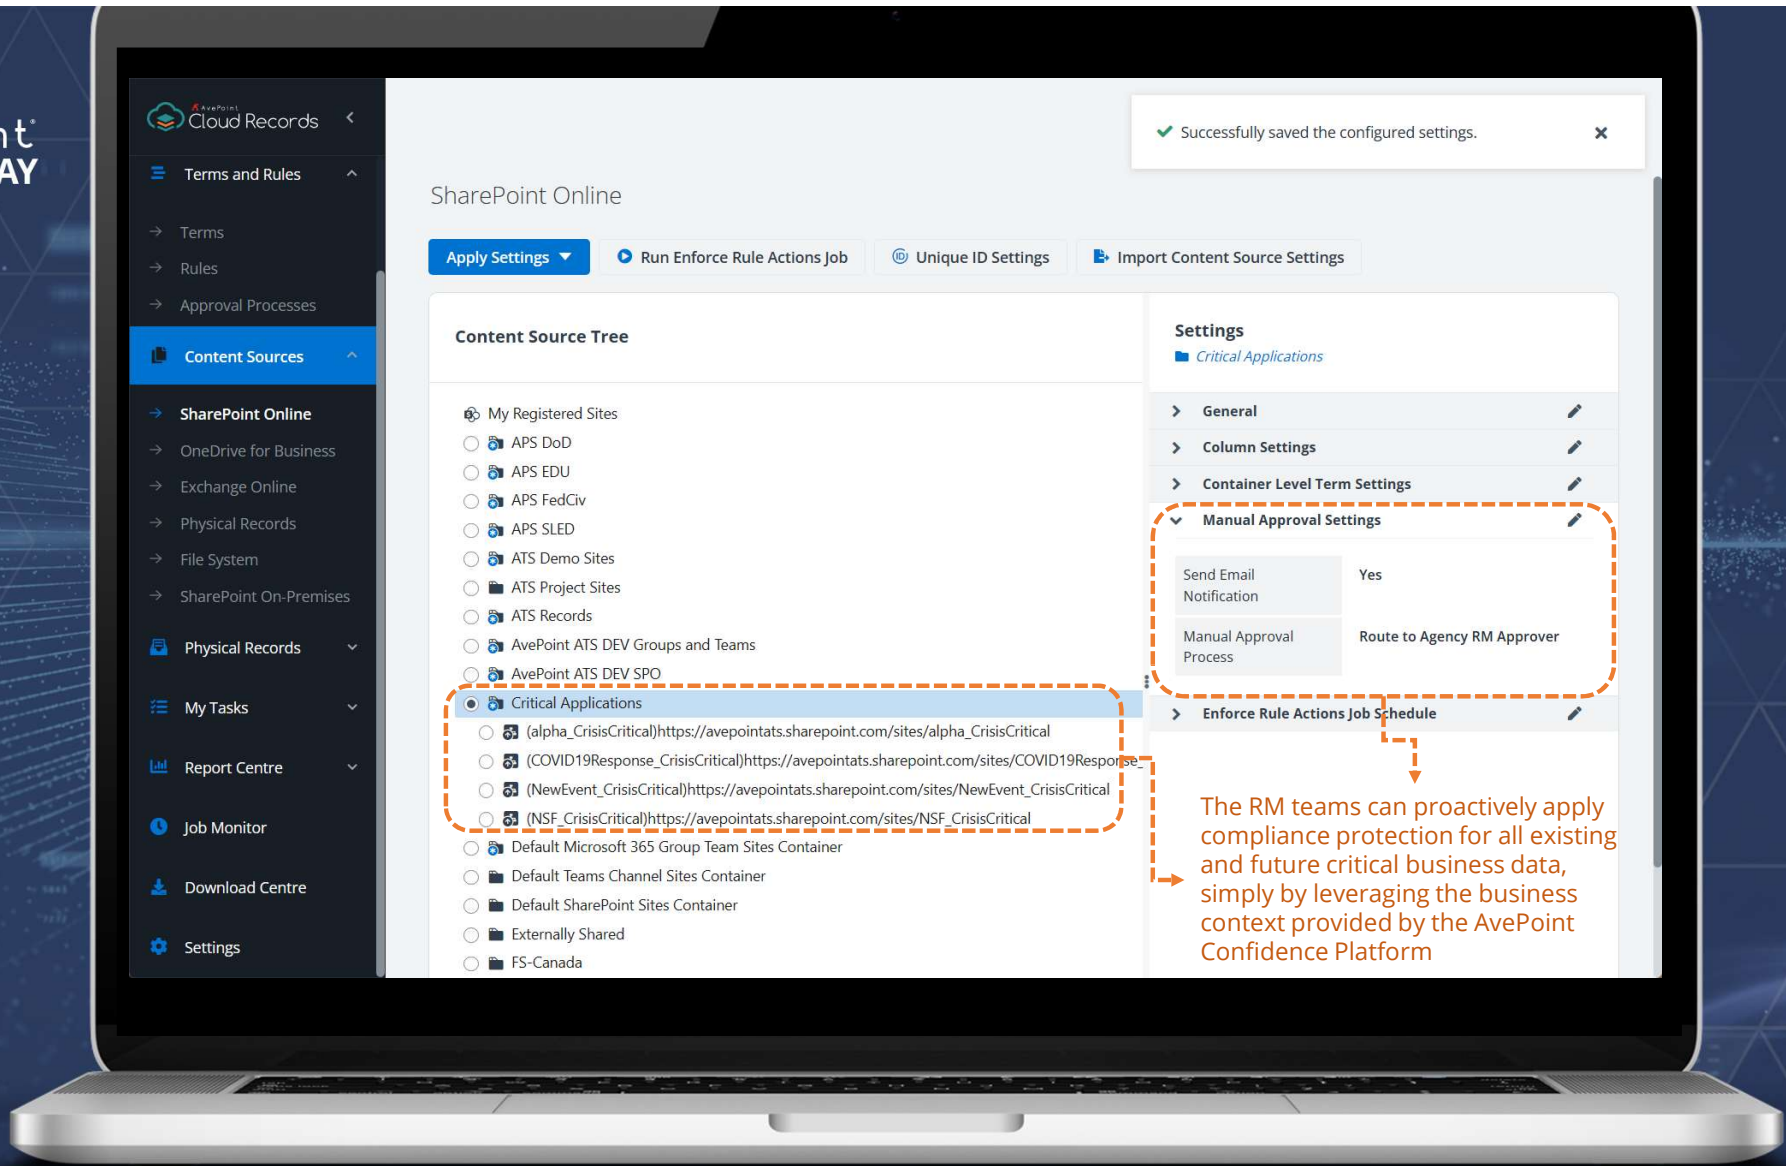 AY
AvePoint
Cloud Records
Terms and Rules
Terms
Rules
Approval Processes
Content Sources
SharePoint Online
OneDrive for Business
Exchange Online
Physical Records
File System
SharePoint On-Premises
Physical Records
My Tasks
Report Centre
Job Monitor
Download Centre
Settings
Successfully saved the configured settings.
SharePoint Online
Apply Settings
Run Enforce Rule Actions Job
Unique ID Settings
Import Content Source Settings
Content Source Tree
My Registered Sites
APS DoD
APS EDU
APS FedCiv
APS SLED
ATS Demo Sites
ATS Project Sites
ATS Records
AvePoint ATS DEV Groups and Teams
AvePoint ATS DEV SPO
Critical Applications
(alpha_CrisisCritical)https://avepointats.sharepoint.com/sites/alpha_CrisisCritical
(COVID19Response_CrisisCritical)https://avepointats.sharepoint.com/sites/COVID19Response_
(NewEvent_CrisisCritical)https://avepointats.sharepoint.com/sites/NewEvent_CrisisCritical
(NSF_CrisisCritical)https://avepointats.sharepoint.com/sites/NSF_CrisisCritical
Default Microsoft 365 Group Team Sites Container
Default Teams Channel Sites Container
Default SharePoint Sites Container
Externally Shared
FS-Canada
Settings
Critical Applications
General
Column Settings
Container Level Term Settings
Manual Approval Settings
Send Email
Notification
Yes
Manual Approval
Process
Route to Agency RM Approver
Enforce Rule Actions Job Schedule
The RM teams can proactively apply
compliance protection for all existing
and future critical business data,
simply by leveraging the business
context provided by the AvePoint
Confidence Platform